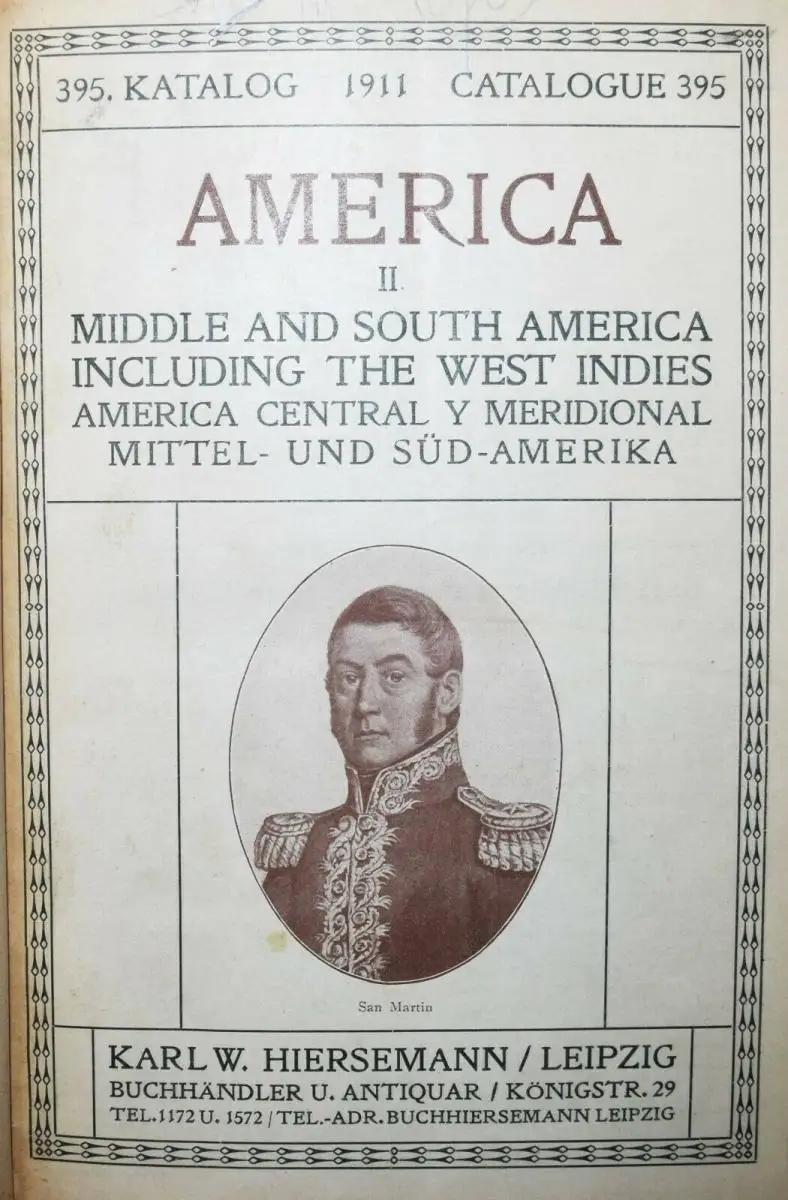 395. KATALOG 1911 CATALOGUE 395
AMERICA
II.
MIDDLE AND SOUTH AMERICA
INCLUDING THE WEST INDIES
AMERICA CENTRAL Y MERIDIONAL
MITTEL- UND SÜD-AMERIKA
San Martin
KARL W. HIERSEMANN / LEIPZIG
BUCHHÄNDLER U. ANTIQUAR / KÖNIGSTR. 29
TEL. 1172 U. 1572 / TEL.-ADR. BUCHHIERSEMANN LEIPZIG